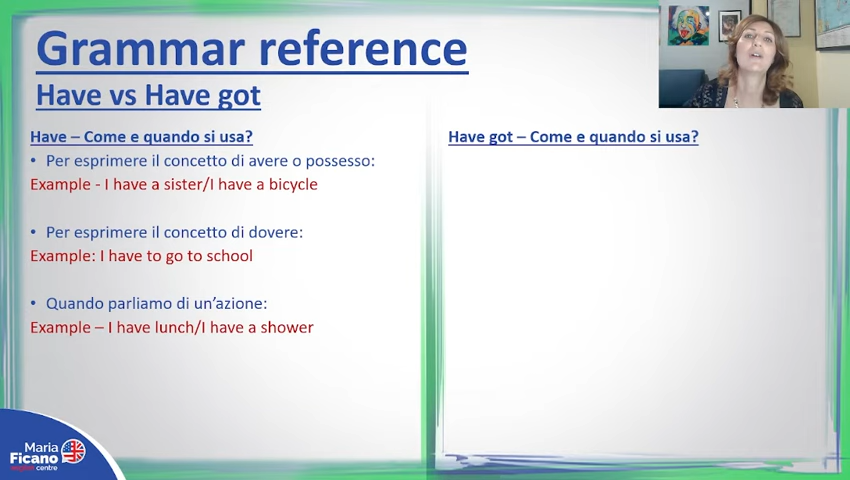 Grammar reference
Have vs Have got
Have – Come e quando si usa?
• Per esprimere il concetto di avere o possesso:
Example - I have a sister/I have a bicycle
• Per esprimere il concetto di dovere:
Example: I have to go to school
• Quando parliamo di un'azione:
Example – I have lunch/I have a shower
Have got – Come e quando si usa?
Maria
Ficano
english centre